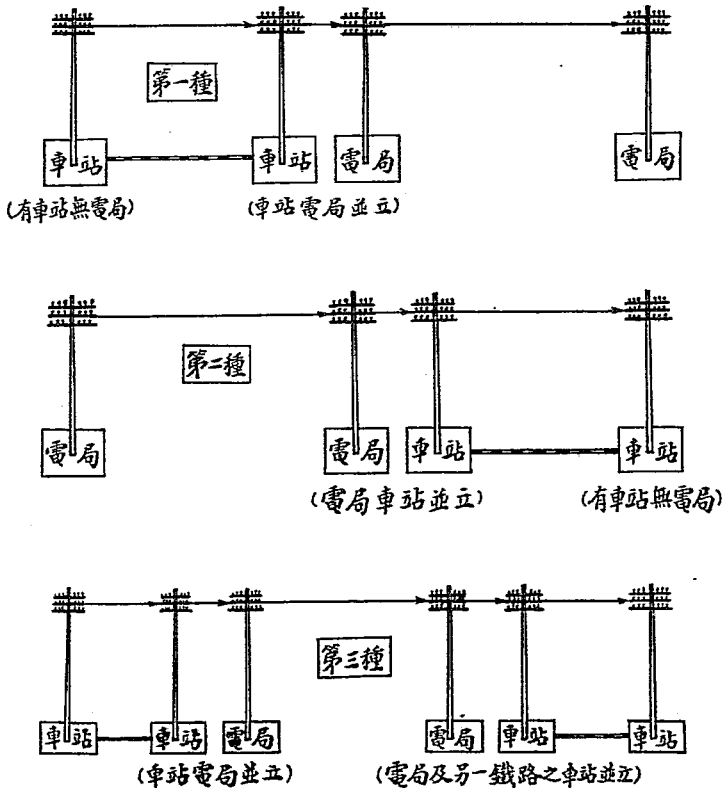 第一種
車站 車站 電局 電局
(有車站無電局) (車站電局並立)
第二種
電局 電局 車站 車站
(電局車站並立) (有車站無電局)
第三種
車站 車站 電局 電局 車站 車站
(車站電局並立) (電局及另一鐵路之車站並立)